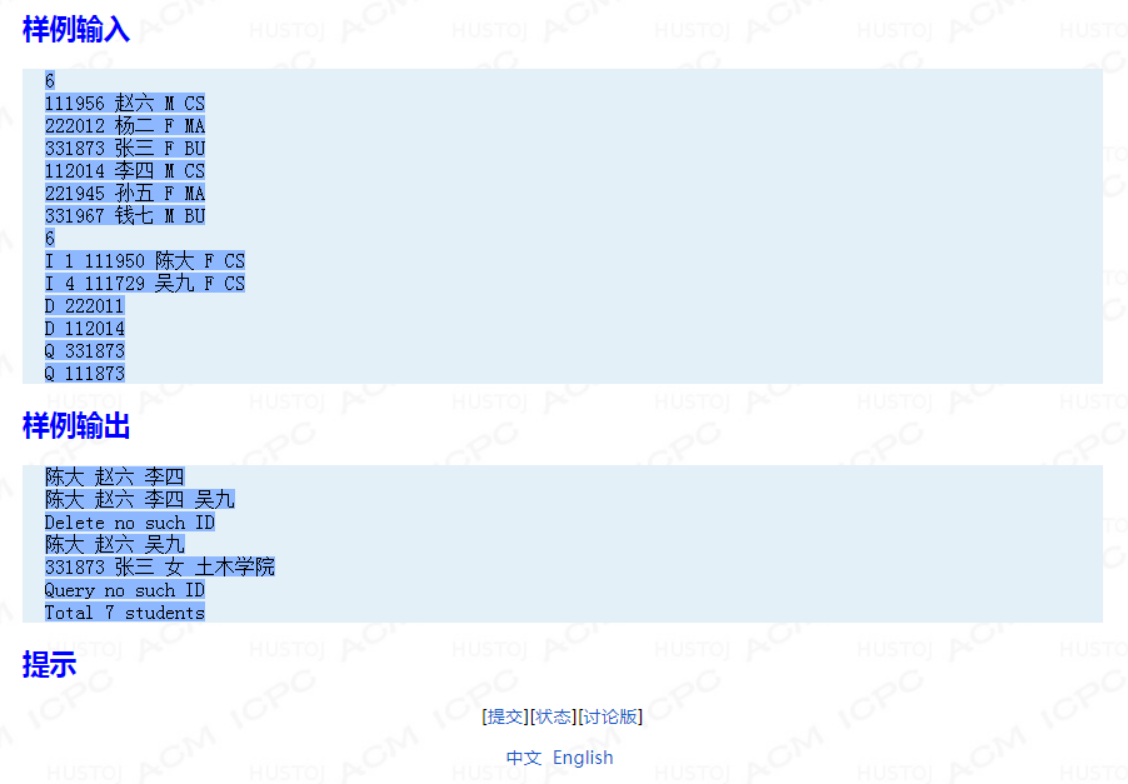 样例输入
6
111956 赵六 M CS
222012 杨二 F MA
331873 张三 F BU
112014 李四 M CS
221945 孙五 F MA
331967 钱七 M BU
6
I 1 111950 陈大 F CS
I 4 111729 吴九 F CS
D 222011
D 112014
Q 331873
Q 111873
样例输出
陈大 赵六 李四
陈大 赵六 李四 吴九
Delete no such ID
陈大 赵六 吴九
331873 张三 女 土木学院
Query no such ID
Total 7 students
提示
[提交][状态][讨论版]
中文 English